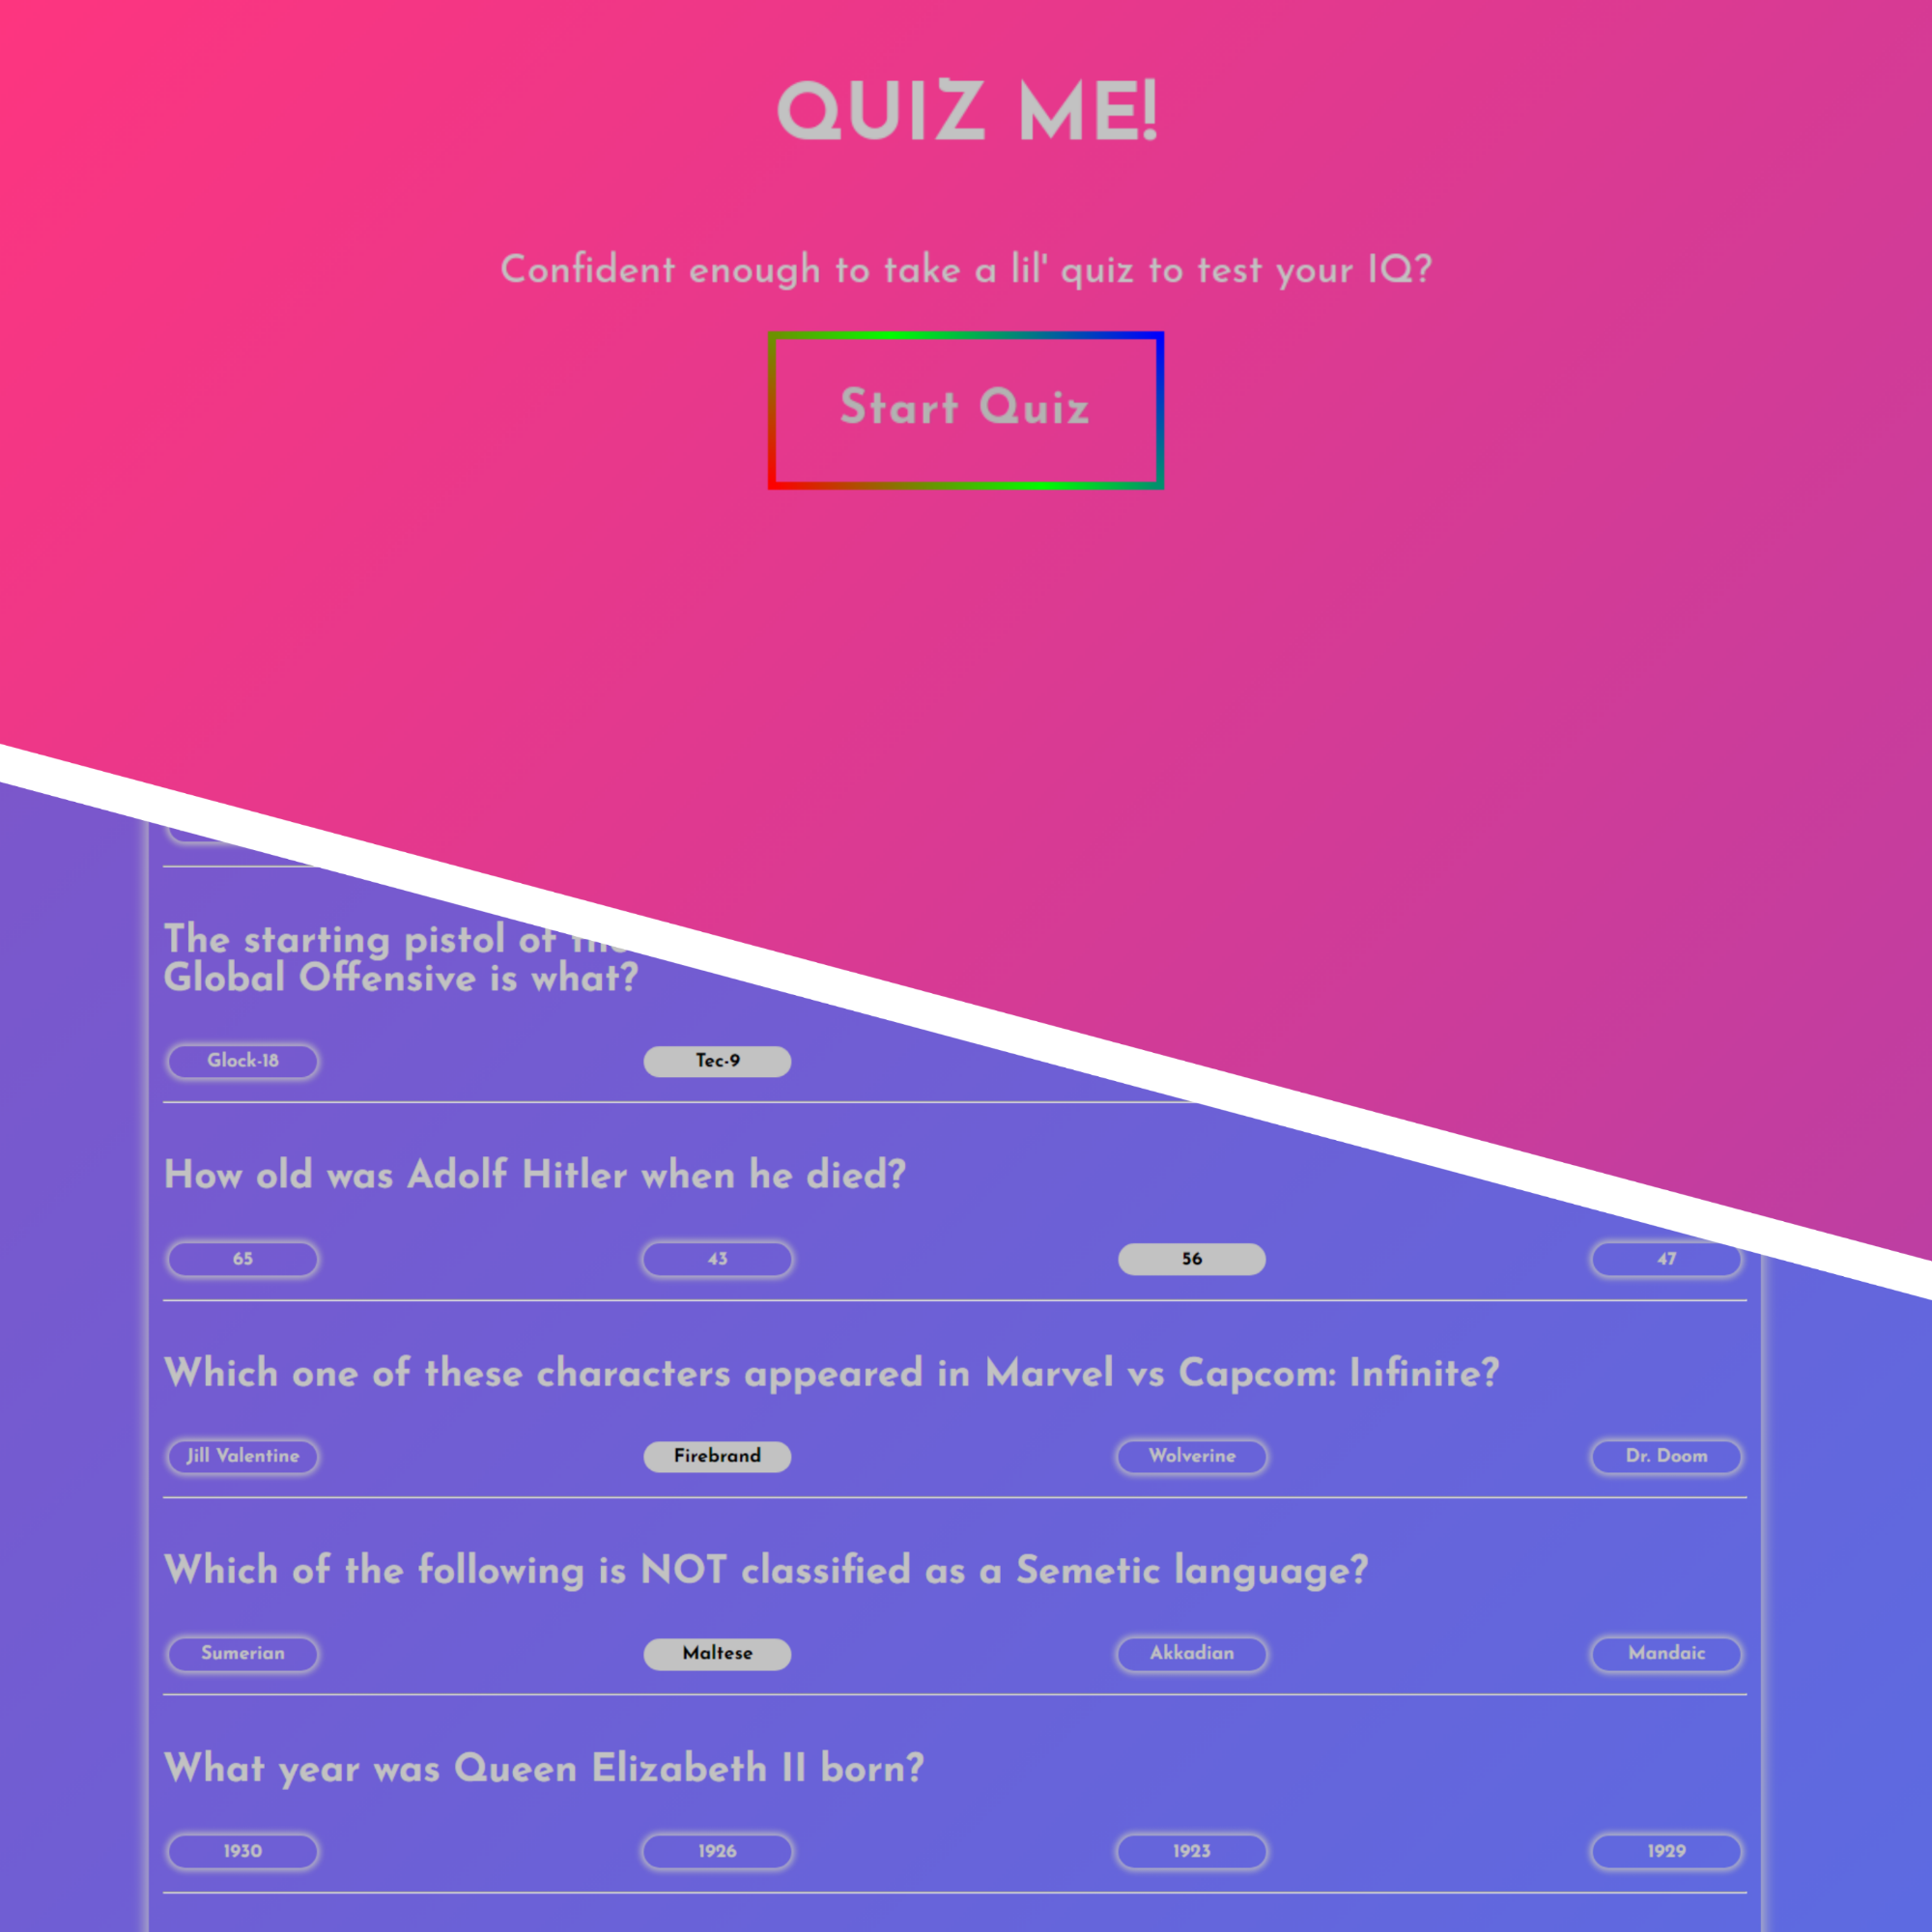 QUIZ ME!
Confident enough to take a lil' quiz to test your IQ?
Start Quiz
The starting pistol of
Global Offensive is what?
Glock-18 Tec-9
How old was Adolf Hitler when he died?
65 43 56 47
Which one of these characters appeared in Marvel vs Capcom: Infinite?
Jill Valentine Firebrand Wolverine Dr. Doom
Which of the following is NOT classified as a Semetic language?
Sumerian Maltese Akkadian Mandaic
What year was Queen Elizabeth II born?
1930 1926 1923 1929